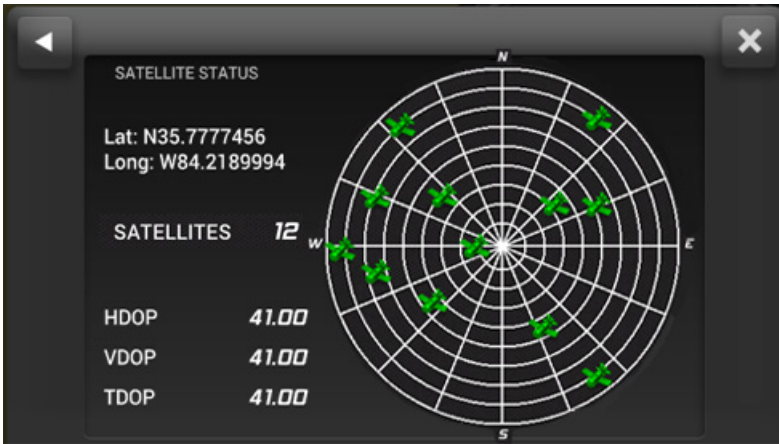 N
SATELLITE STATUS
Lat: N35.7777456
Long: W84.2189994
SATELLITES 12
W
E
HDOP 41.00
VDOP 41.00
TDOP 41.00
S